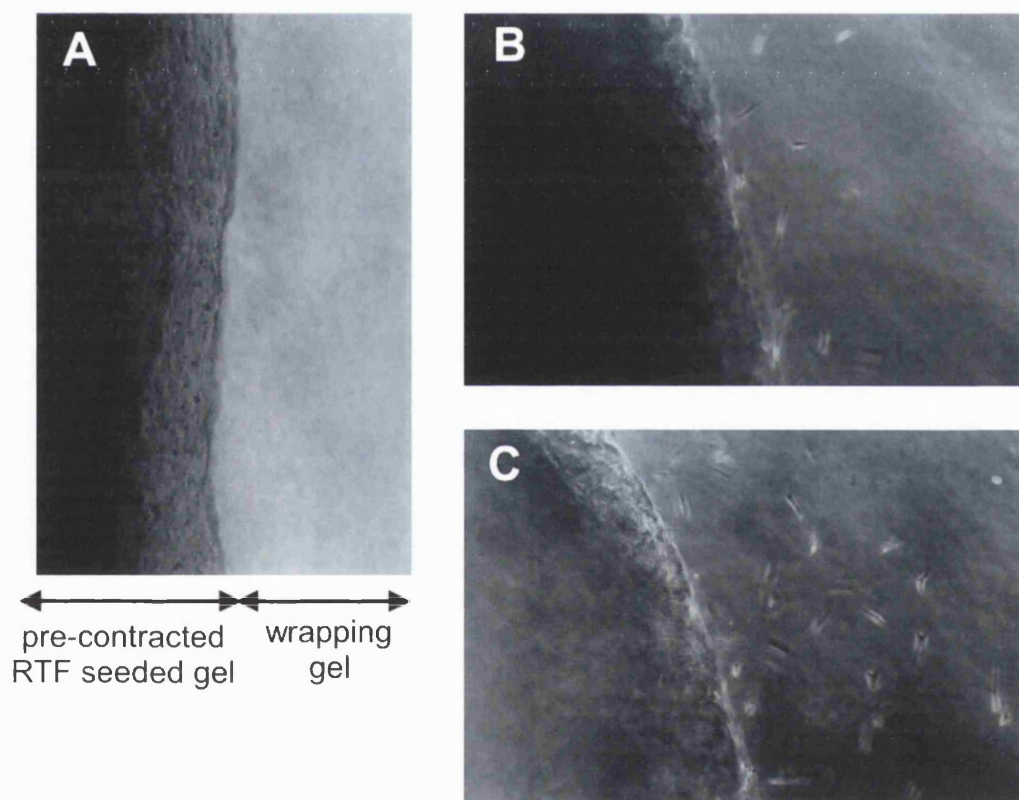 A
B
C
pre-contracted
RTF seeded gel
wrapping
gel